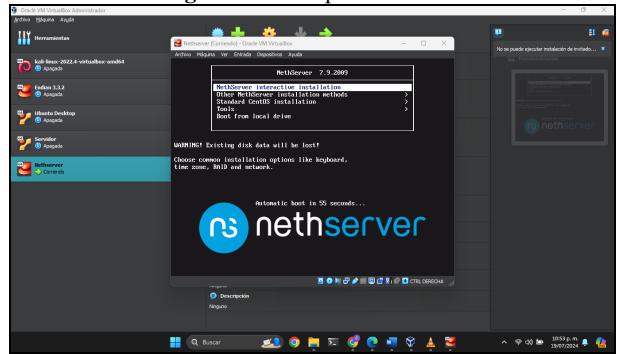 Oracle VM VirtualBox Administrador
Archivo Máquina Ayuda
Herramientas
kali-linux-2022.4-virtualbox-amd64
Apagada
Endian 3.3.2
Apagada
Ubuntu Desktop
Apagada
Servidor
Apagada
Nethserver
Corriendo
Nethserver [Corriendo] - Oracle VM VirtualBox
Archivo Máquina Ver Entrada Dispositivos Ayuda
NethServer 7.9.2009
NethServer interactive installation
Other NethServer installation methods >
Standard CentOS installation >
Tools >
Boot from local drive
WARNING! Existing disk data will be lost!
Choose common installation options like keyboard,
time zone, RAID and network.
Automatic boot in 55 seconds...
ns nethserver
CTRL DERECHA
No se puede ejecutar instalación de invitado...
Previsualización
nethserver
Ninguno
Descripción
Ninguno
Buscar
10:53 p. m.
19/07/2024